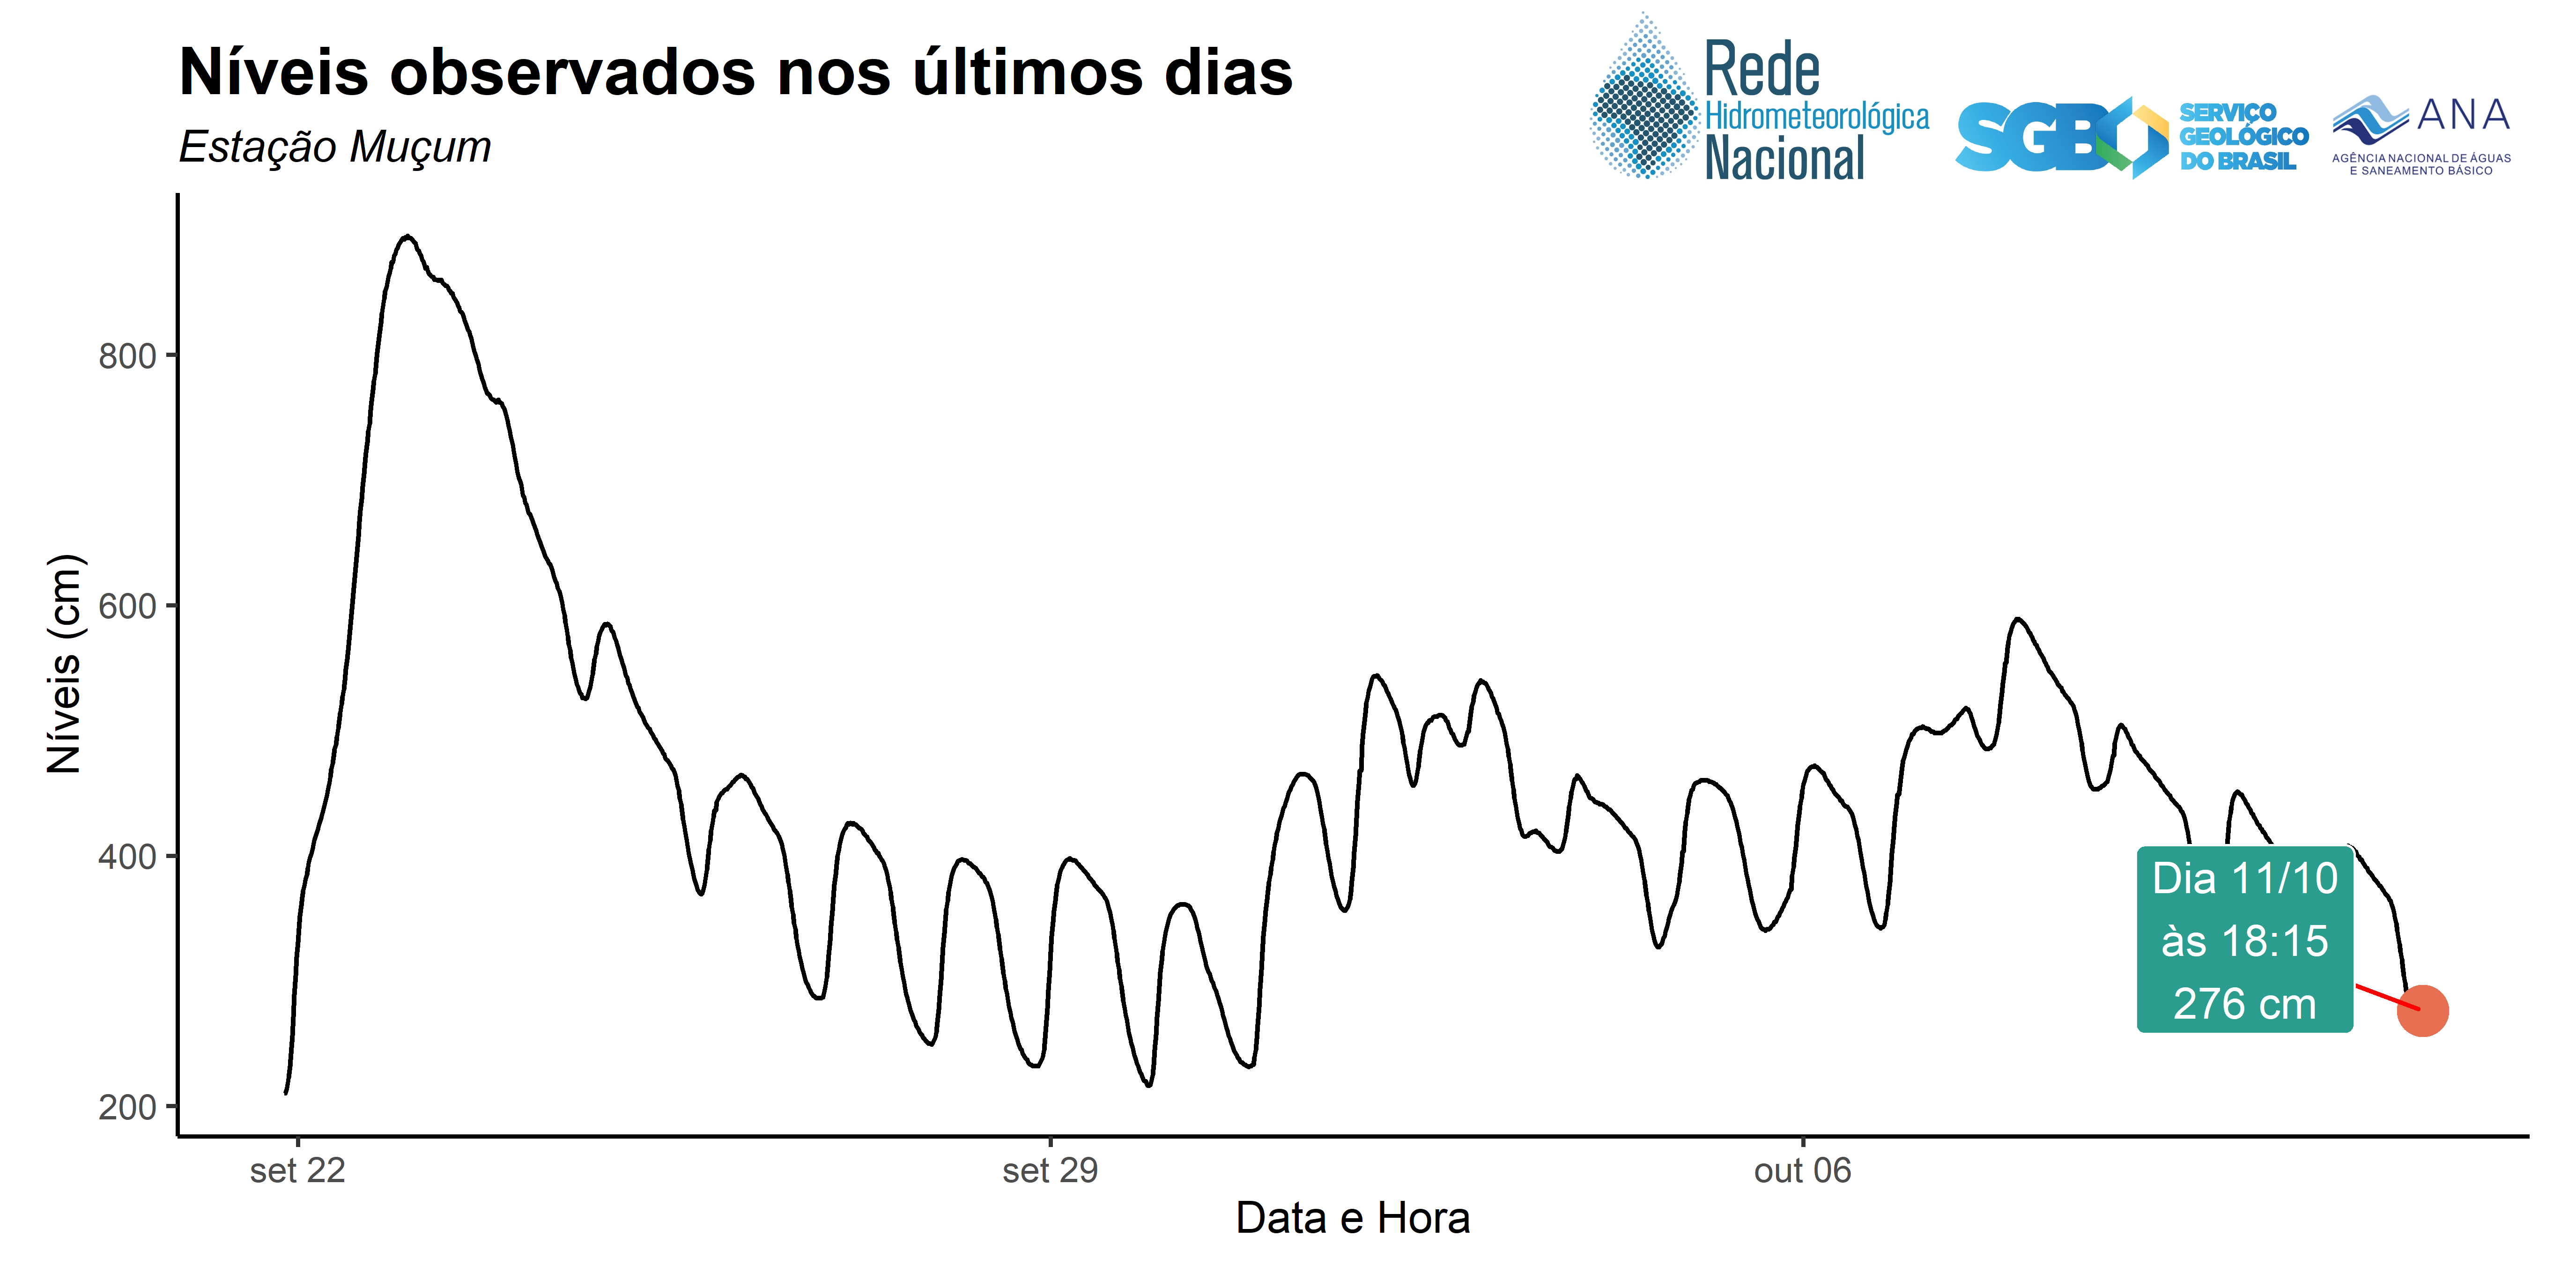 Níveis observados nos últimos dias
Estação Muçum
Rede
Hidrometeorológica
Nacional
SGB
SERVIÇO
GEOLÓGICO
DO BRASIL
ANA
AGÊNCIA NACIONAL DE ÁGUAS
E SANEAMENTO BÁSICO
Níveis (cm)
800
600
400
200
Dia 11/10
às 18:15
276 cm
set 22
set 29
out 06
Data e Hora